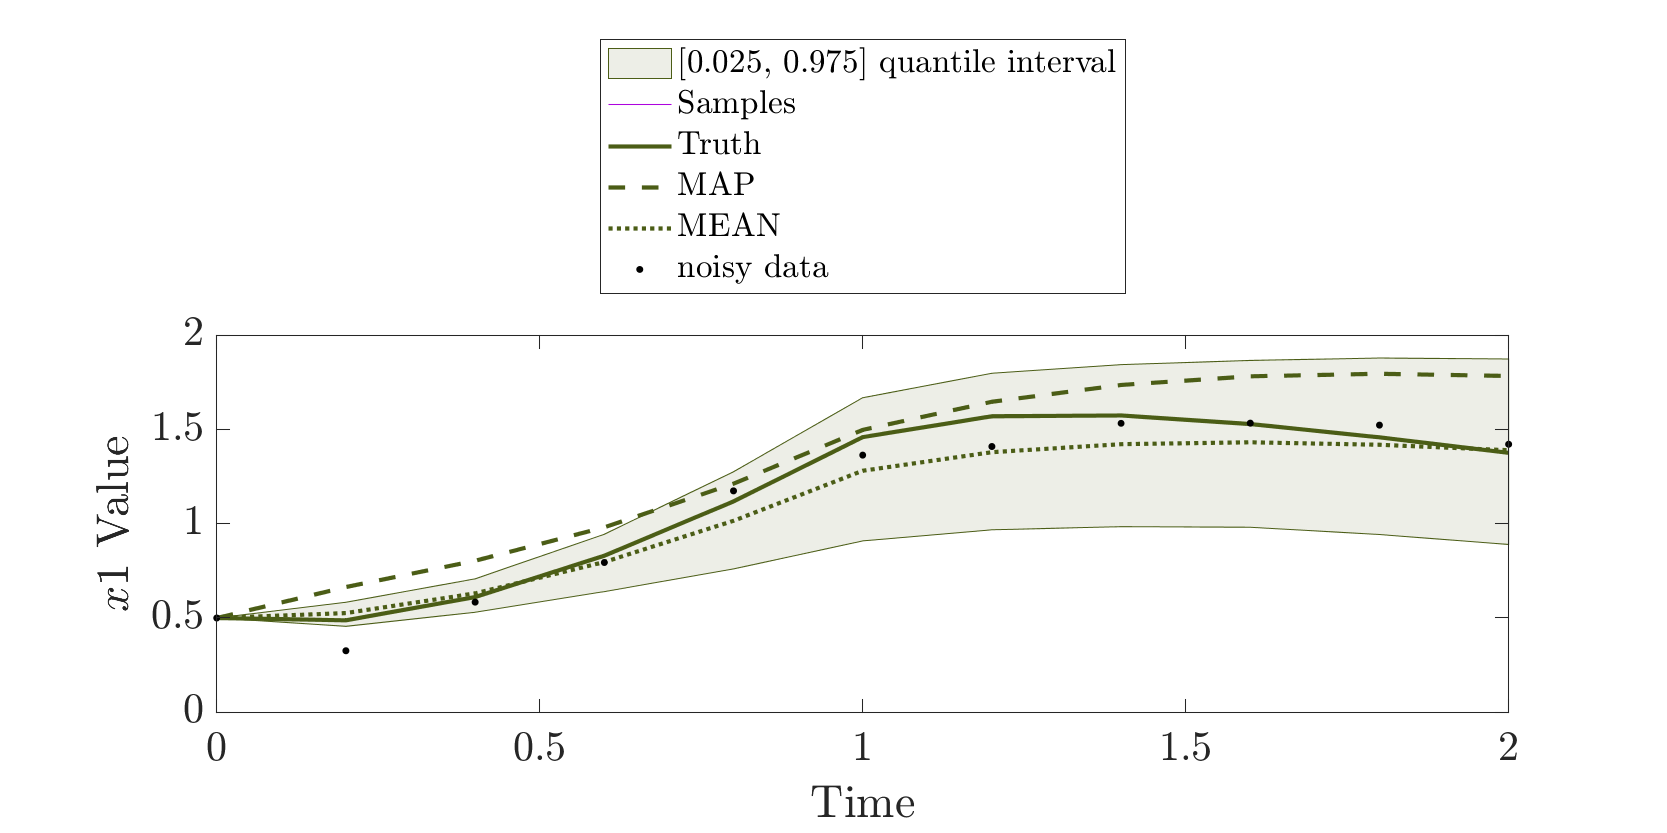 [0.025, 0.975] quantile interval
Samples
Truth
MAP
MEAN
noisy data
2
1.5
1
0.5
0
x1 Value
0 0.5 1 1.5 2
Time